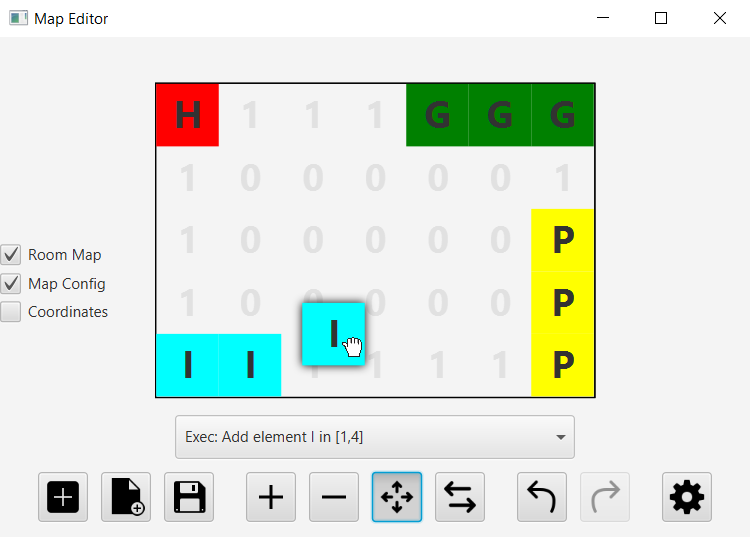 Map Editor
H 1 1 1 G G G
1 0 0 0 0 0 1
1 0 0 0 0 0 P
Room Map
Map Config
1 0 0 0 0 0 P
Coordinates
I
I I 1 1 1 1 P
Exec: Add element I in [1,4]